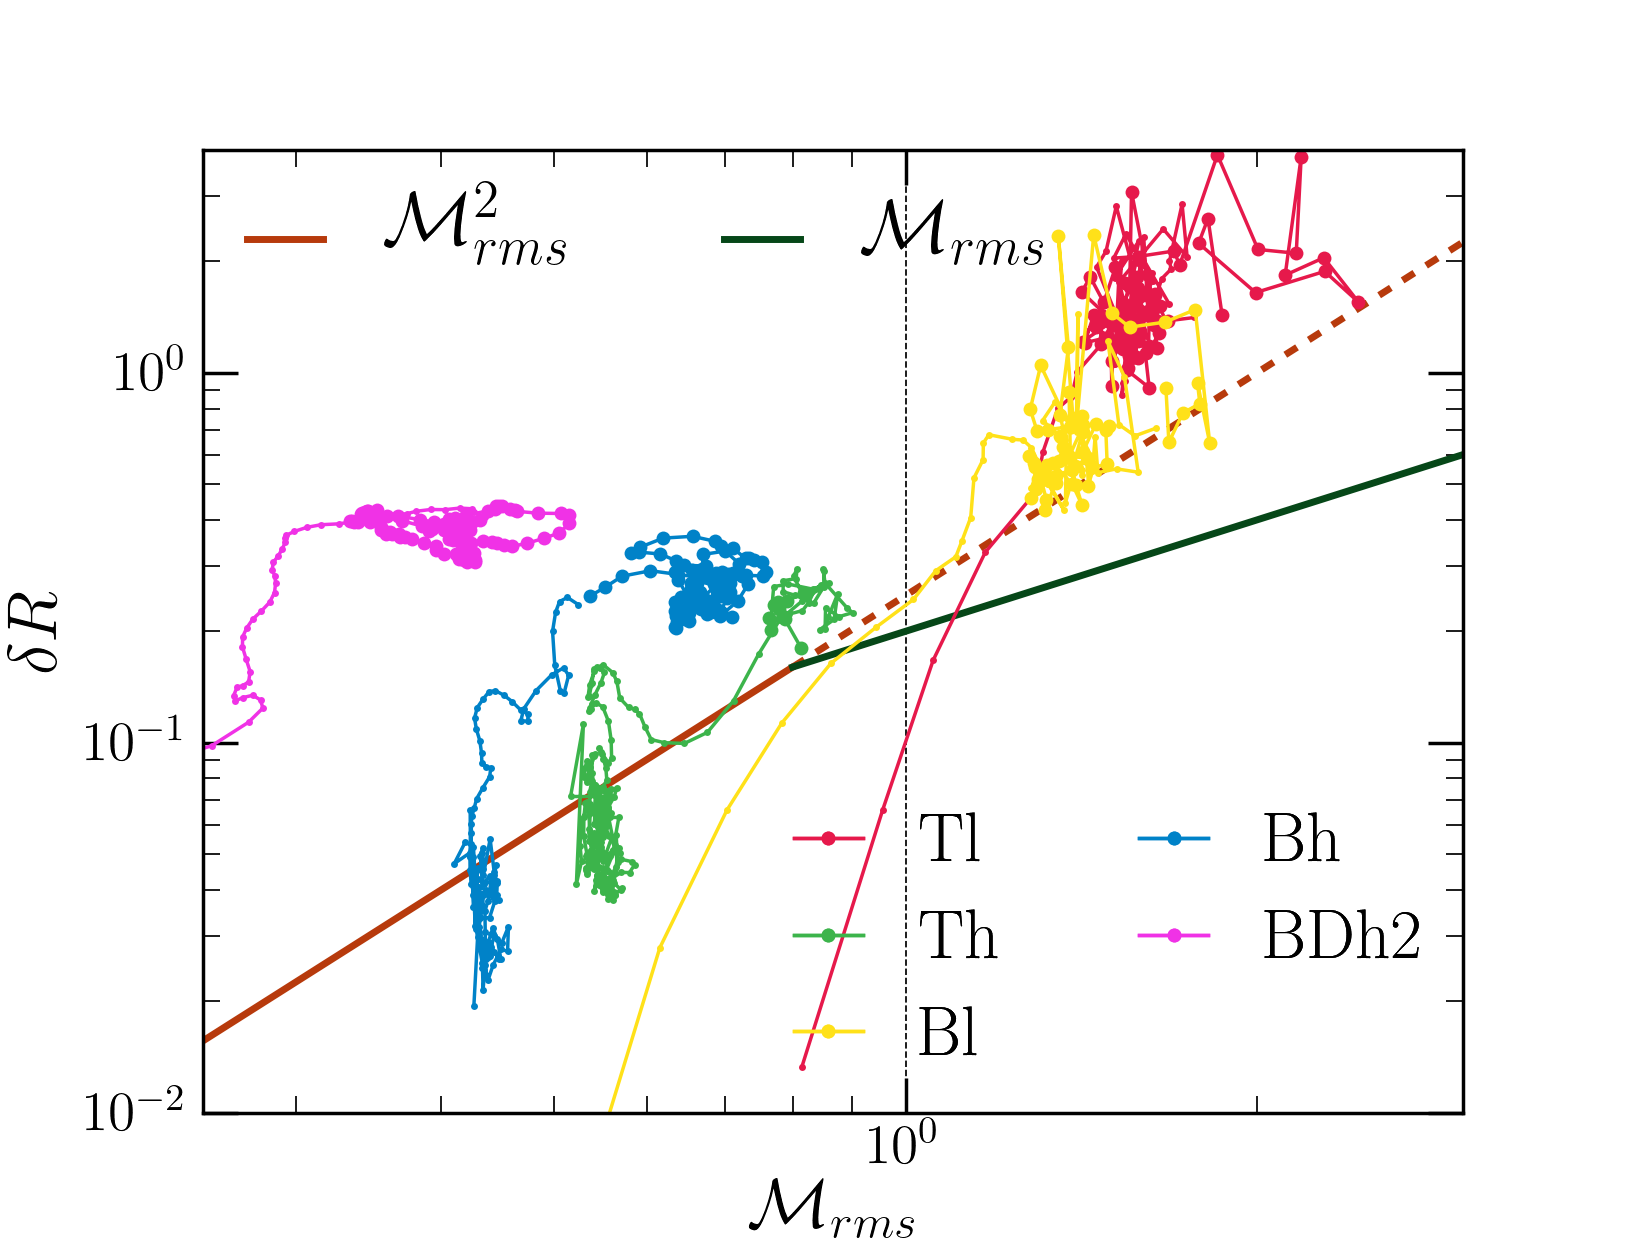 ℳ²ᵣₘₛ ℳᵣₘₛ
10⁰
10⁻¹
10⁻²
δR
Tl Bh
Th BDh2
Bl
10⁰
ℳᵣₘₛ